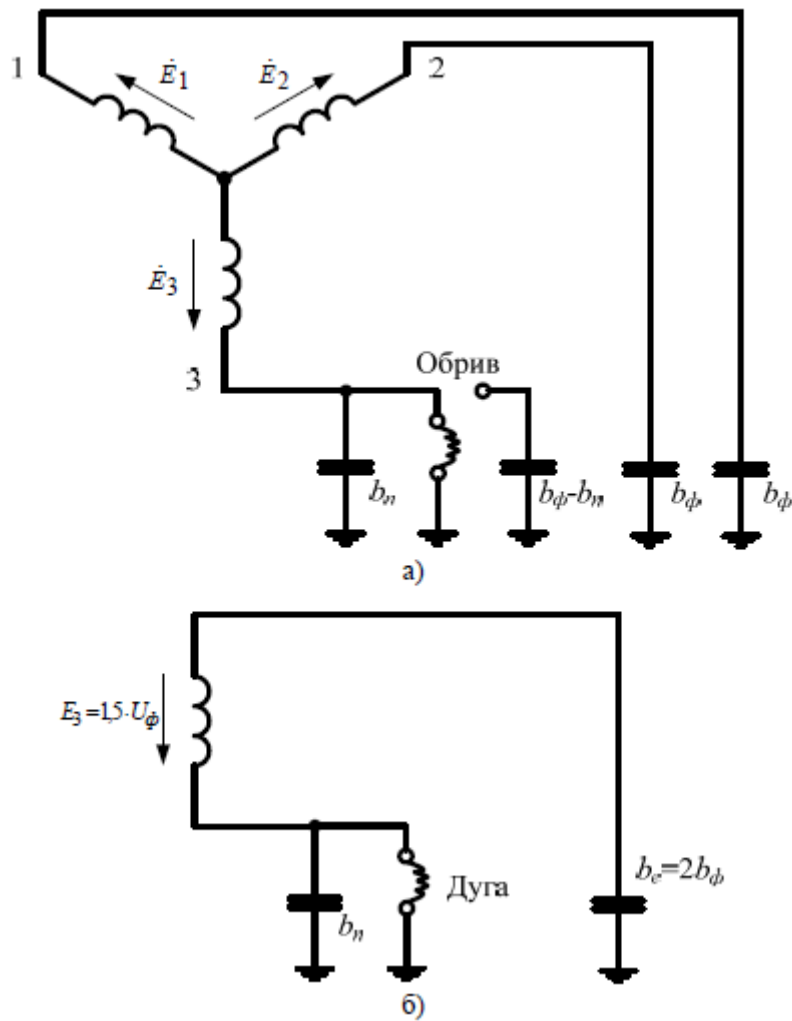 1
Ė1
Ė2
2
Ė3
3
Обрив
bп
bф-bп
bф
bф
а)
E3=1,5·Uф
Дуга
bе=2bф
bп
б)